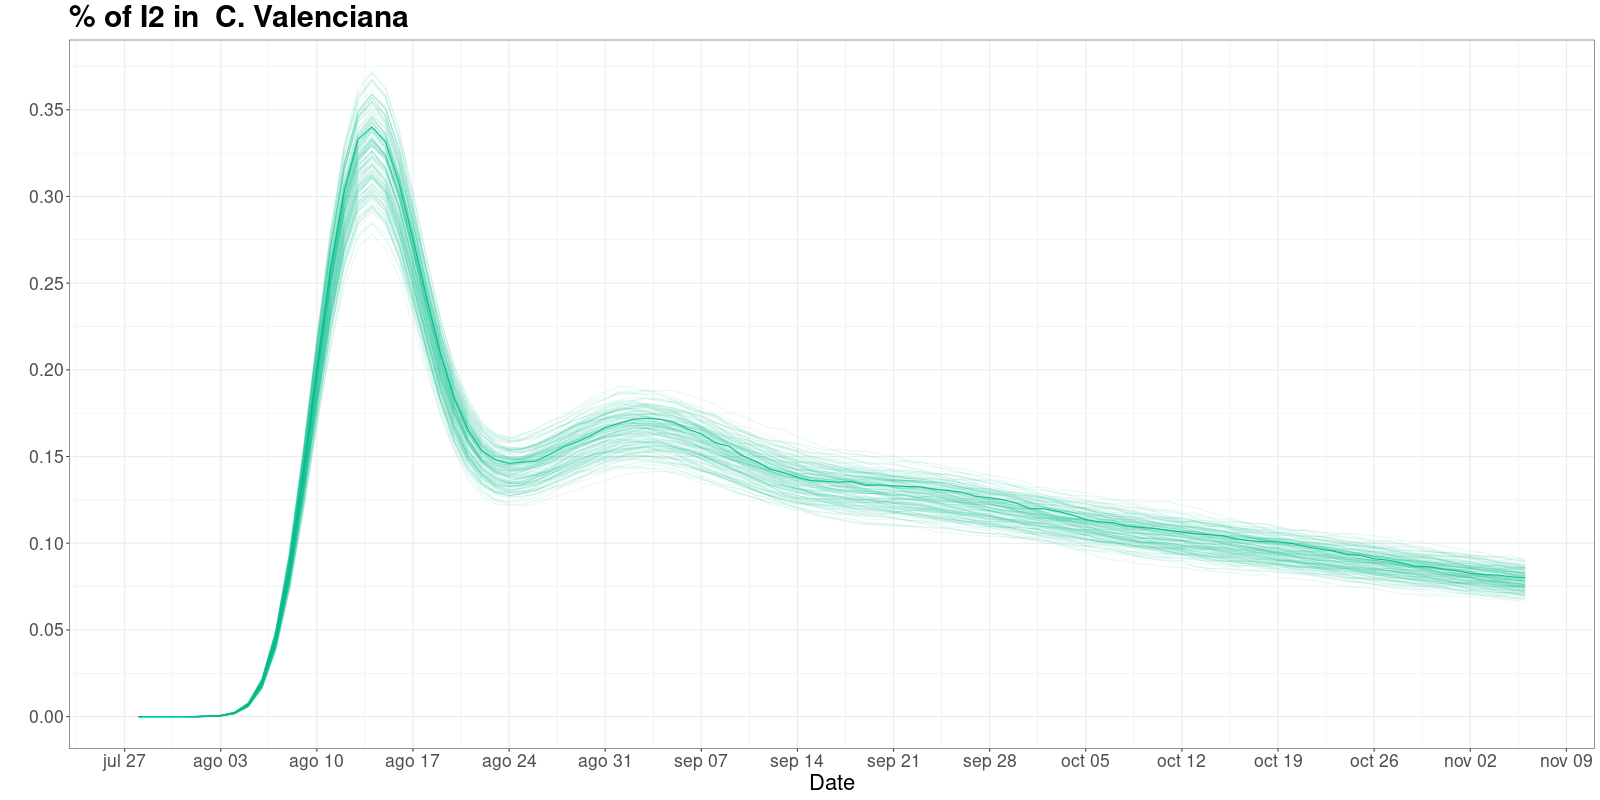 % of I2 in  C. Valenciana
0.35
0.30
0.25
0.20
0.15
0.10
0.05
0.00
jul 27 ago 03 ago 10 ago 17 ago 24 ago 31 sep 07 sep 14 sep 21 sep 28 oct 05 oct 12 oct 19 oct 26 nov 02 nov 09
Date